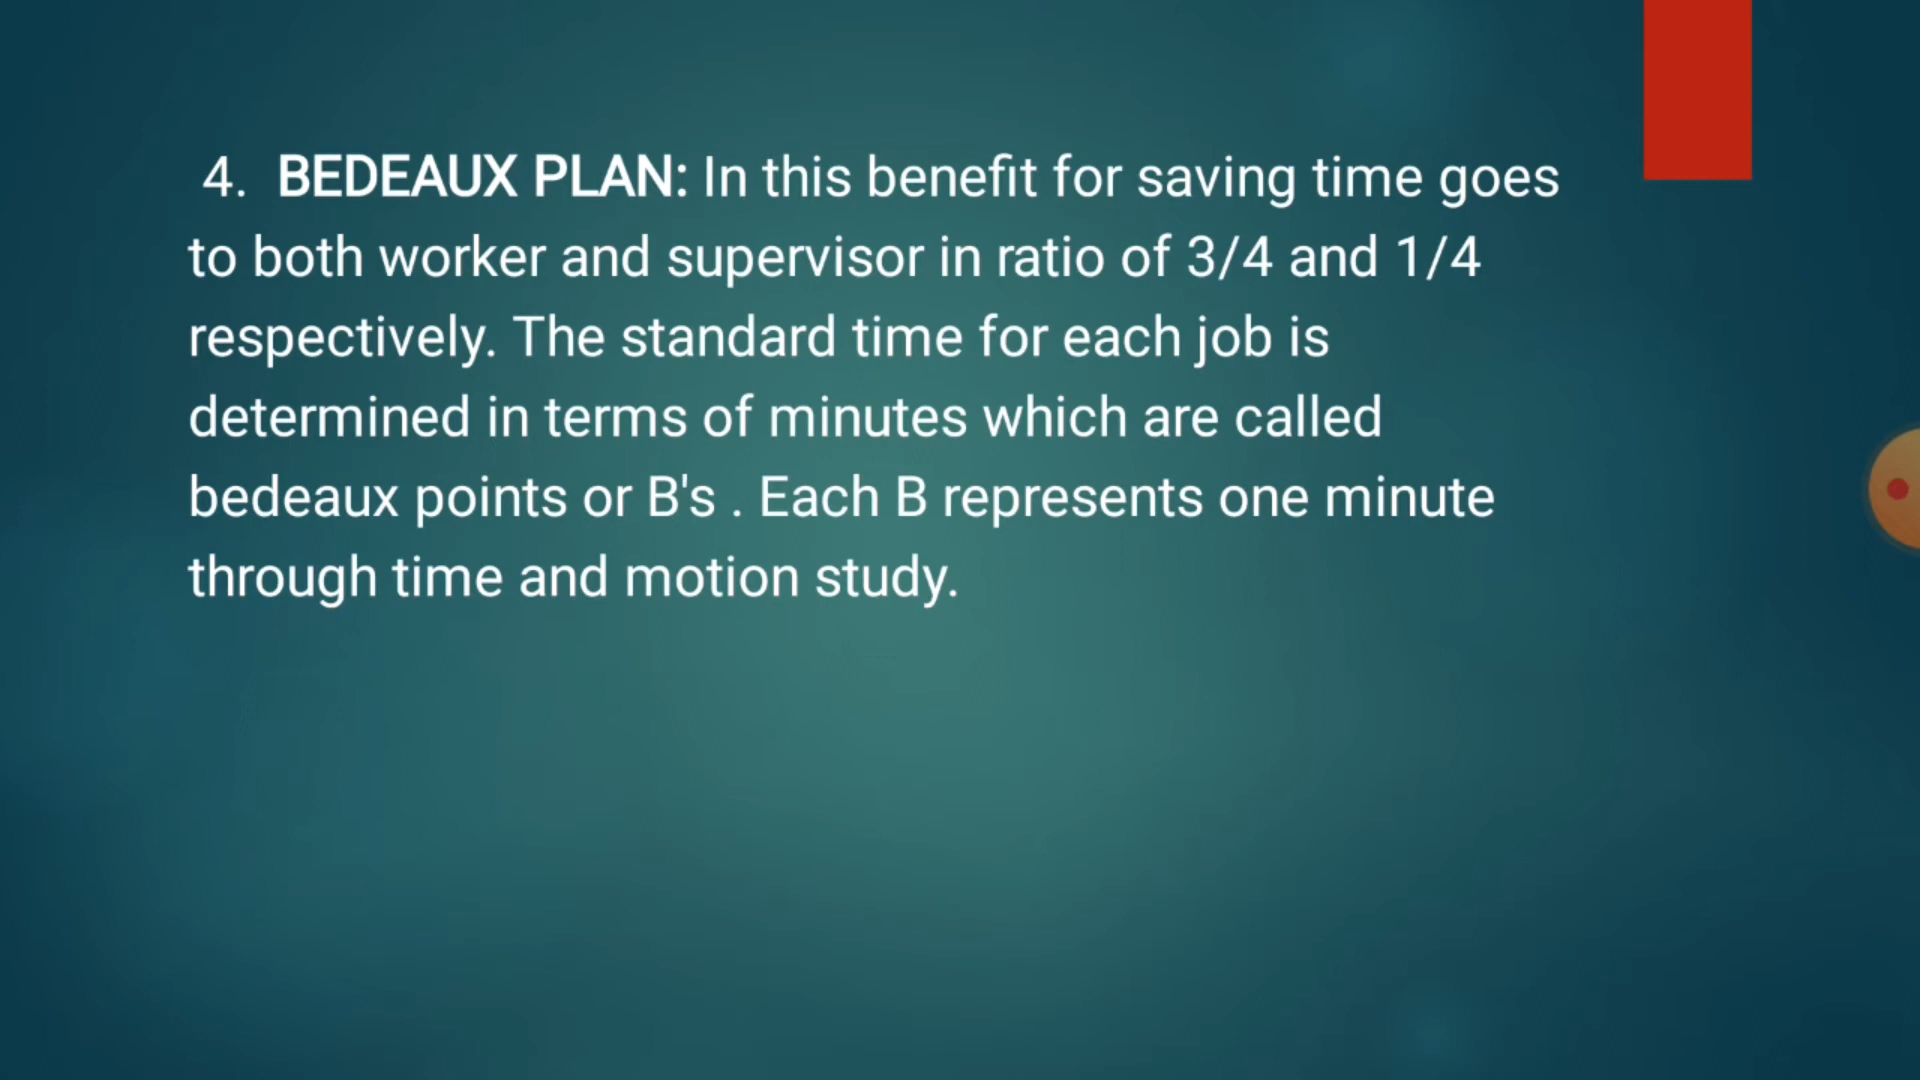 4. BEDEAUX PLAN: In this benefit for saving time goes
to both worker and supervisor in ratio of 3/4 and 1/4
respectively. The standard time for each job is
determined in terms of minutes which are called
bedeaux points or B's . Each B represents one minute
through time and motion study.